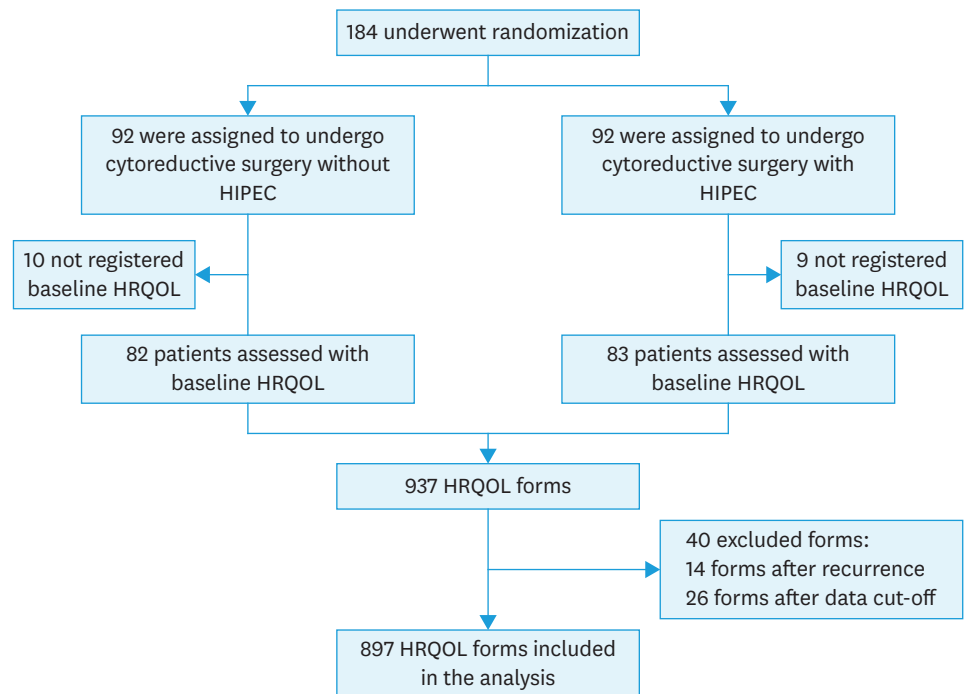 184 underwent randomization
92 were assigned to undergo
cytoreductive surgery without
HIPEC
92 were assigned to undergo
cytoreductive surgery with
HIPEC
10 not registered
baseline HRQOL
9 not registered
baseline HRQOL
82 patients assessed with
baseline HRQOL
83 patients assessed with
baseline HRQOL
937 HRQOL forms
40 excluded forms:
14 forms after recurrence
26 forms after data cut-off
897 HRQOL forms included
in the analysis